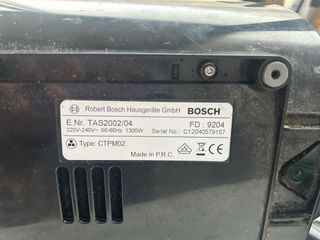 Robert Bosch Hausgeräte GmbH BOSCH
E.Nr. TAS2002/04 FD: 9204
220V-240V~ 50-60Hz 1300W Serial No.: C12040579157
Type: CTPM02
Made in P.R.C.